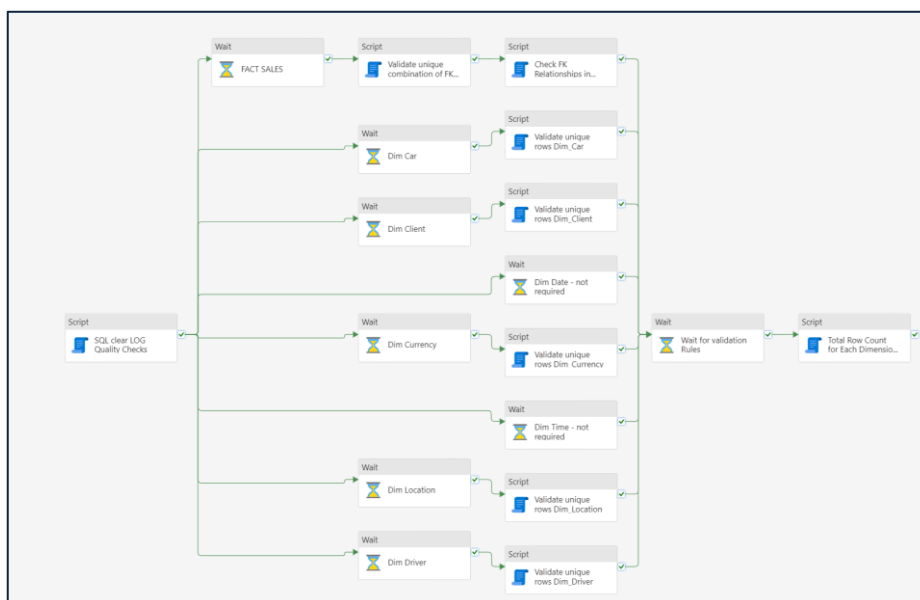 Wait
FACT SALES
Script
Validate unique
combination of FK...
Script
Check FK
Relationships in...
Wait
Dim Car
Script
Validate unique
rows Dim_Car
Wait
Dim Client
Script
Validate unique
rows Dim_Client
Wait
Dim Date - not
required
Script
SQL clear LOG
Quality Checks
Wait
Dim Currency
Script
Validate unique
rows Dim_Currency
Wait
Wait for validation
Rules
Script
Total Row Count
for Each Dimensio...
Wait
Dim Time - not
required
Wait
Dim Location
Script
Validate unique
rows Dim_Location
Wait
Dim Driver
Script
Validate unique
rows Dim_Driver